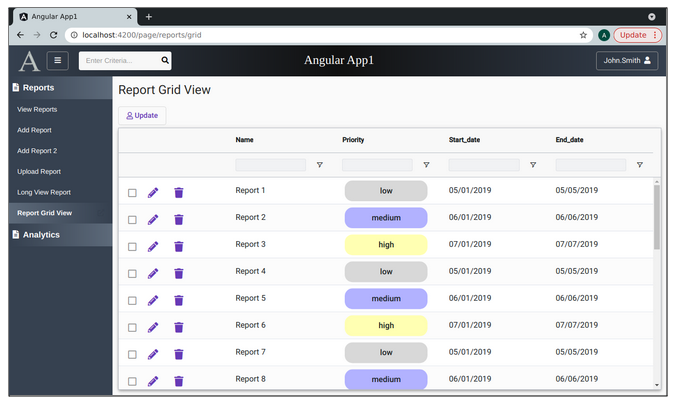 Angular App1
localhost:4200/page/reports/grid
A
Update
A
Enter Criteria...
Angular App1
John.Smith
Reports
View Reports
Add Report
Add Report 2
Upload Report
Long View Report
Report Grid View
Analytics
Report Grid View
Update
Name Priority Start_date End_date
Report 1 low 05/01/2019 05/05/2019
Report 2 medium 06/01/2019 06/06/2019
Report 3 high 07/01/2019 07/07/2019
Report 4 low 05/01/2019 05/05/2019
Report 5 medium 06/01/2019 06/06/2019
Report 6 high 07/01/2019 07/07/2019
Report 7 low 05/01/2019 05/05/2019
Report 8 medium 06/01/2019 06/06/2019